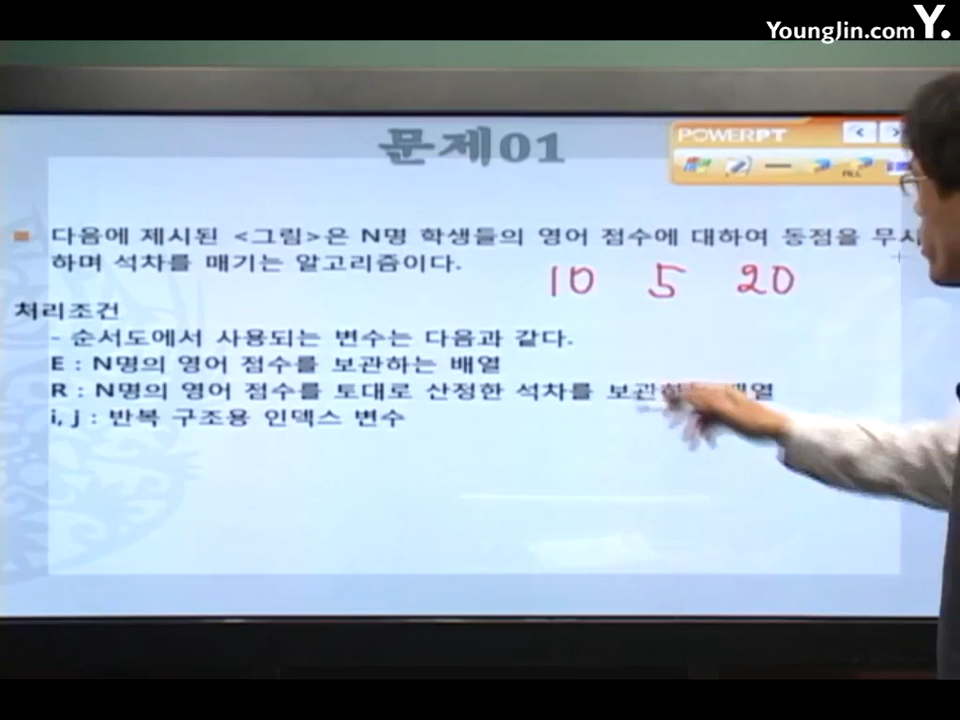 YoungJin.com Y.
문제01
POWERPT
다음에 제시된 <그림>은 N명 학생들의 영어 점수에 대하여 동점을 무시
하며 석차를 매기는 알고리즘이다.
10 5 20
처리조건
- 순서도에서 사용되는 변수는 다음과 같다.
E : N명의 영어 점수를 보관하는 배열
R : N명의 영어 점수를 토대로 산정한 석차를 보관하는 배열
i, j : 반복 구조용 인덱스 변수